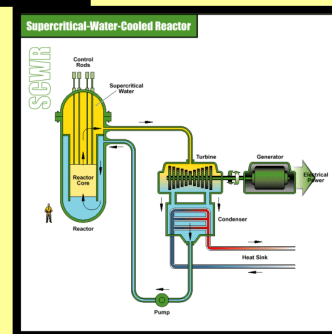 Supercritical-Water-Cooled Reactor
SCWR
Control
Rods
Supercritical
Water
Turbine
Generator
Electrical
Power
Reactor
Core
Condenser
Reactor
Heat Sink
Pump